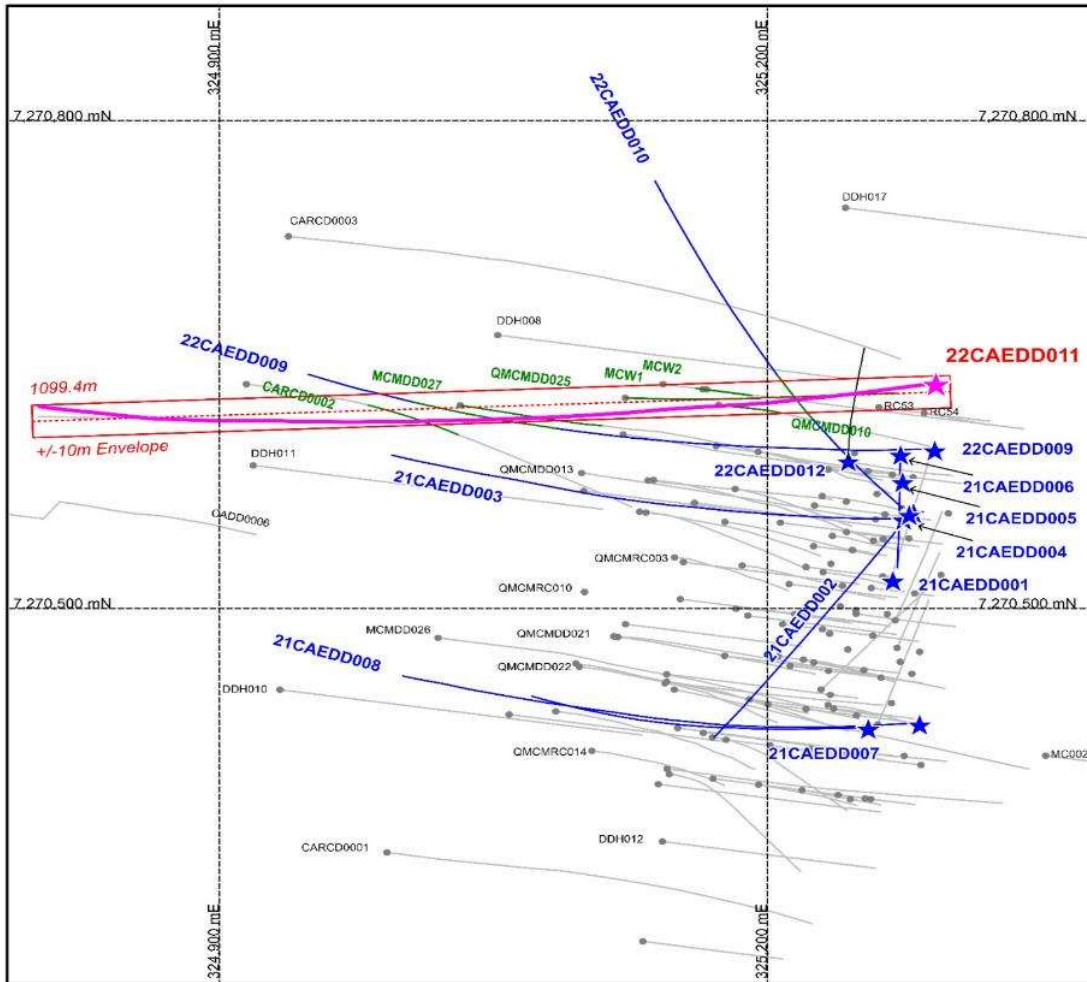 324,900 mE
325,200 mE
7,270,800 mN
7,270,800 mN
22CAEDD010
DDH017
CARCD0003
DDH008
22CAEDD009
22CAEDD011
MCW2
MCW1
QMCMDD025
MCMDD027
CARCD0002
1099.4m
RC53
RC54
QMCMDD010
+/-10m Envelope
22CAEDD009
22CAEDD012
DDH011
QMCMDD013
21CAEDD003
21CAEDD006
21CAEDD005
CADD0006
21CAEDD004
QMCMRC003
21CAEDD001
QMCMRC010
7,270,500 mN
7,270,500 mN
21CAEDD002
MCMDD026
QMCMDD021
21CAEDD008
QMCMDD022
DDH010
QMCMRC014
21CAEDD007
MC002
CARCD0001
DDH012
324,900 mE
325,200 mE